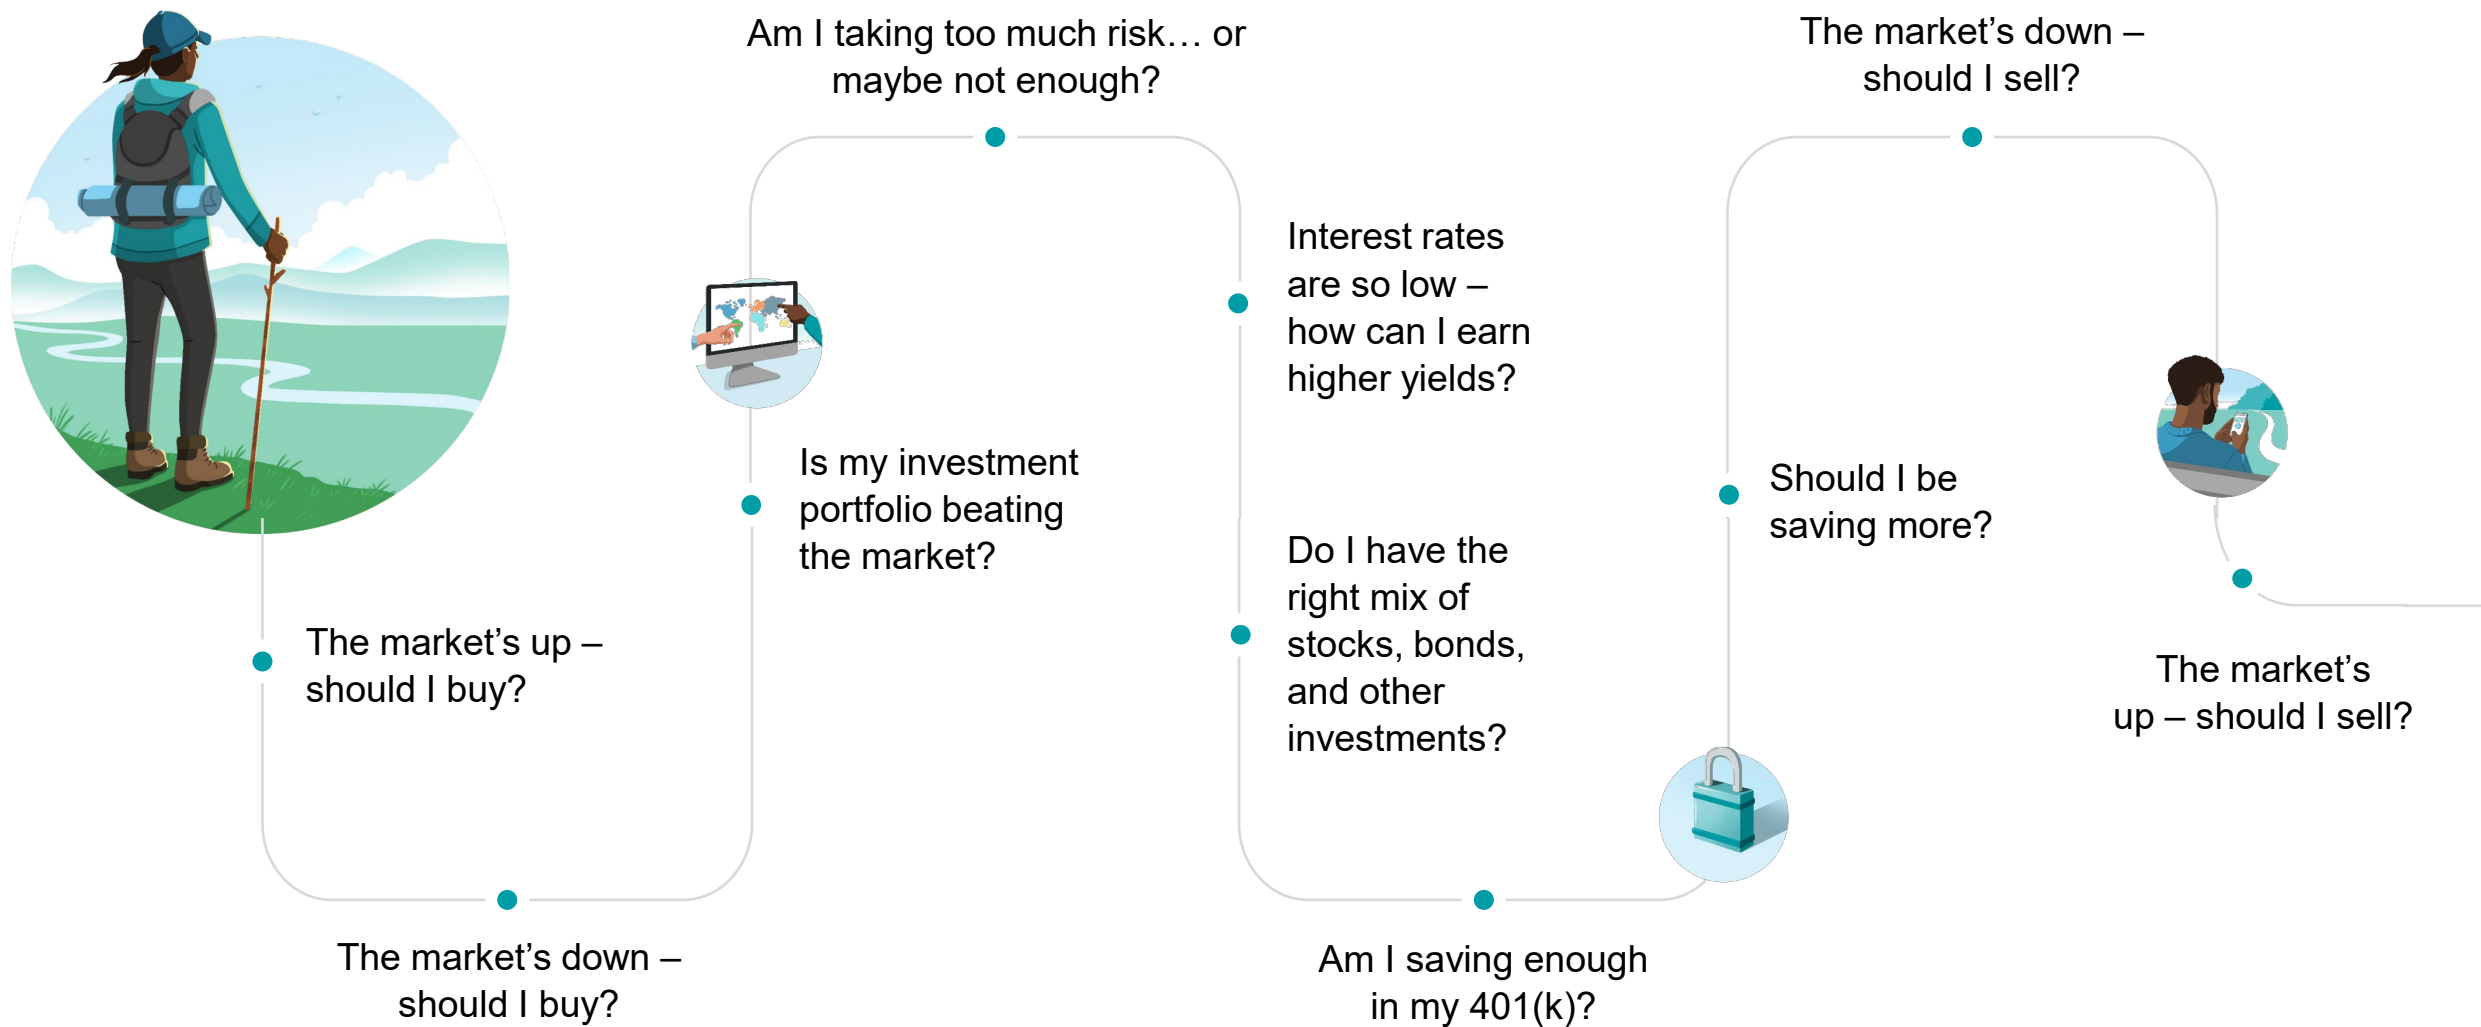 The market’s up –
should I buy?
The market’s down –
should I buy?
Is my investment
portfolio beating
the market?
Am I taking too much risk… or
maybe not enough?
Interest rates
are so low –
how can I earn
higher yields?
Do I have the
right mix of
stocks, bonds,
and other
investments?
Am I saving enough
in my 401(k)?
Should I be
saving more?
The market’s down –
should I sell?
The market’s
up – should I sell?